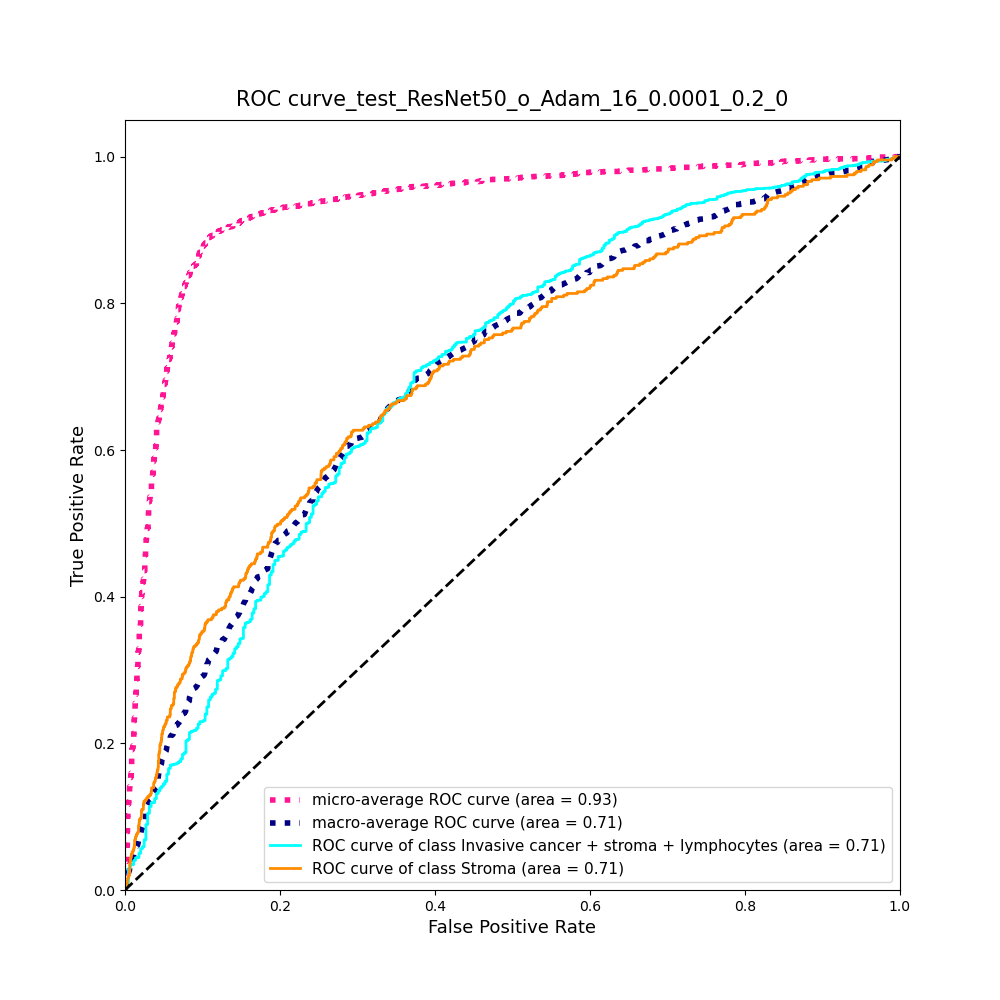 ROC curve_test_ResNet50_o_Adam_16_0.0001_0.2_0
True Positive Rate
1.0
0.8
0.6
0.4
0.2
0.0
micro-average ROC curve (area = 0.93)
macro-average ROC curve (area = 0.71)
ROC curve of class Invasive cancer + stroma + lymphocytes (area = 0.71)
ROC curve of class Stroma (area = 0.71)
0.0 0.2 0.4 0.6 0.8 1.0
False Positive Rate